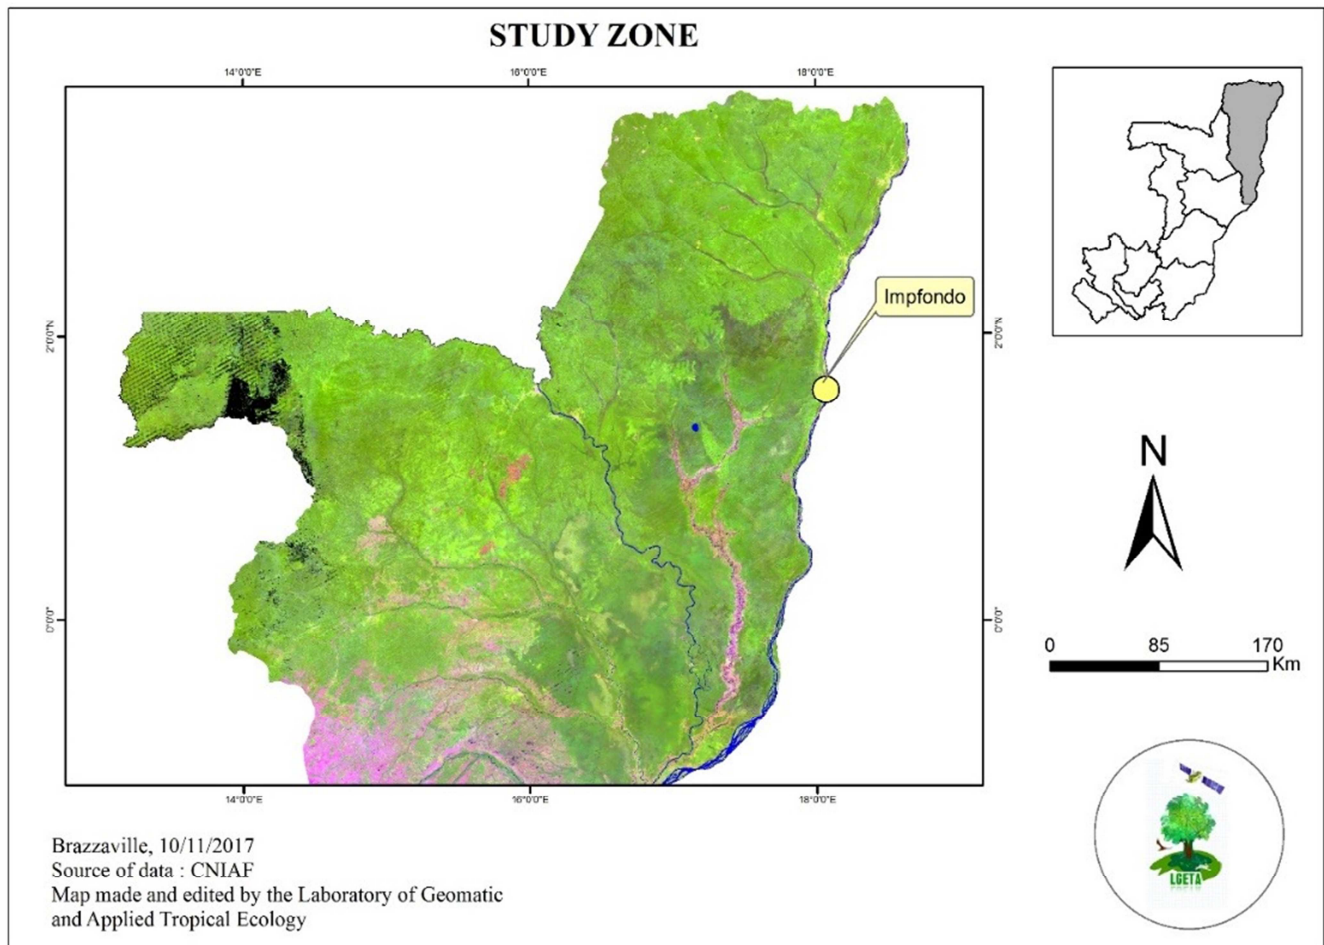 STUDY ZONE
14°0'0"E 16°0'0"E 18°0'0"E
Impfondo
2°0'0"N 2°0'0"N
N
0°0'0" 0°0'0"
0 85 170
Km
14°0'0"E 16°0'0"E 18°0'0"E
Brazzaville, 10/11/2017
Source of data : CNIAF
Map made and edited by the Laboratory of Geomatic
and Applied Tropical Ecology
LGETA